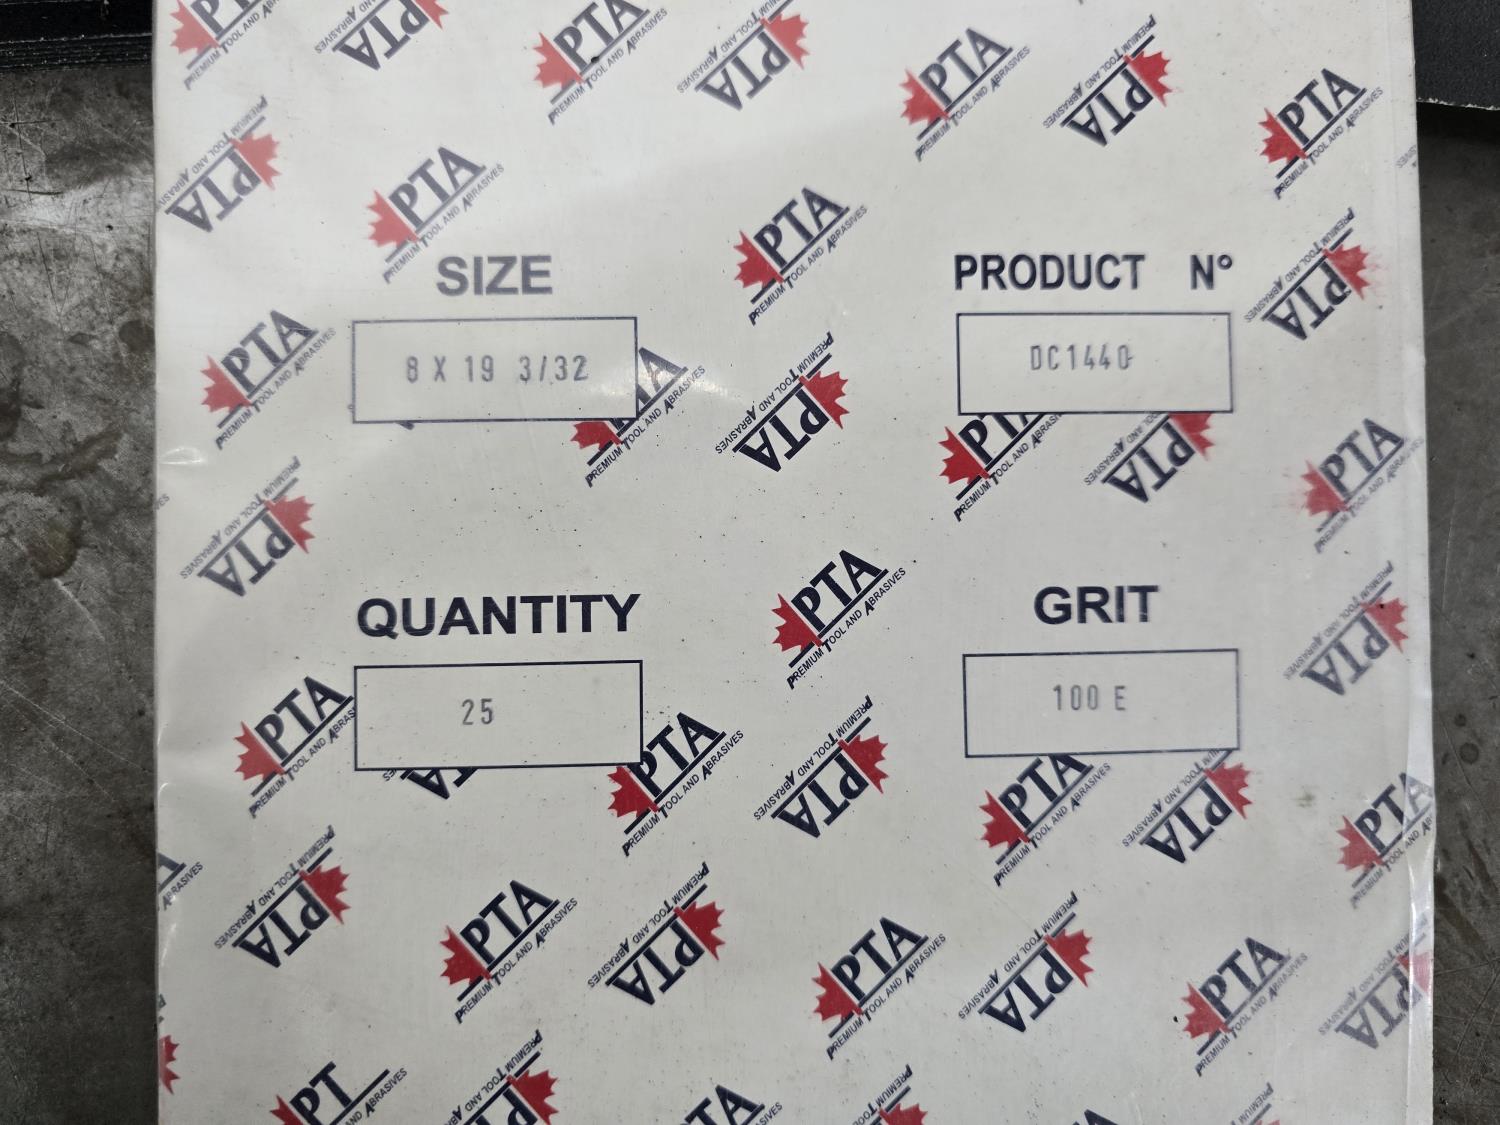 PTA
PREMIUM TOOL AND ABRASIVES
SIZE
8 X 19 3/32
PRODUCT N°
DC1440
QUANTITY
25
GRIT
100 E